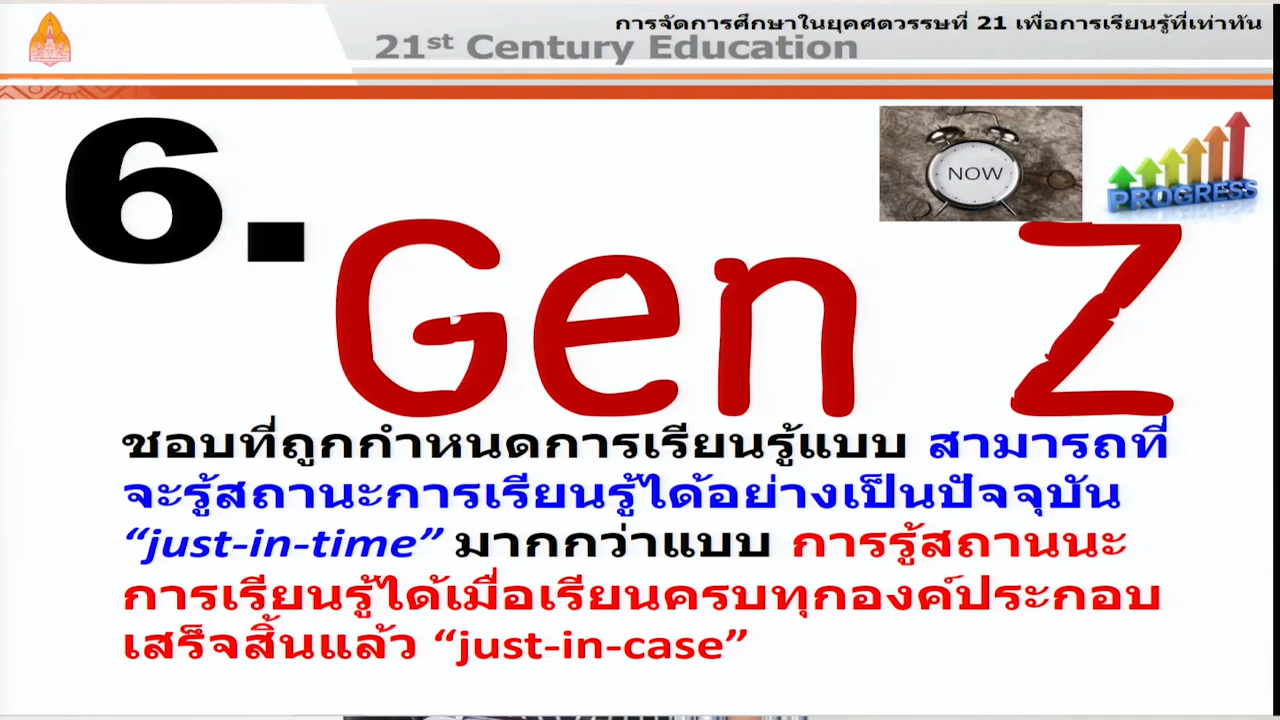 การจัดการศึกษาในยุคศตวรรษที่ 21 เพื่อการเรียนรู้ที่เท่าทัน
21st Century Education
6.
NOW
PROGRESS
Gen Z
ชอบที่ถูกกำหนดการเรียนรู้แบบ สามารถที่
จะรู้สถานะการเรียนรู้ได้อย่างเป็นปัจจุบัน
“just-in-time” มากกว่าแบบ การรู้สถานนะ
การเรียนรู้ได้เมื่อเรียนครบทุกองค์ประกอบ
เสร็จสิ้นแล้ว “just-in-case”